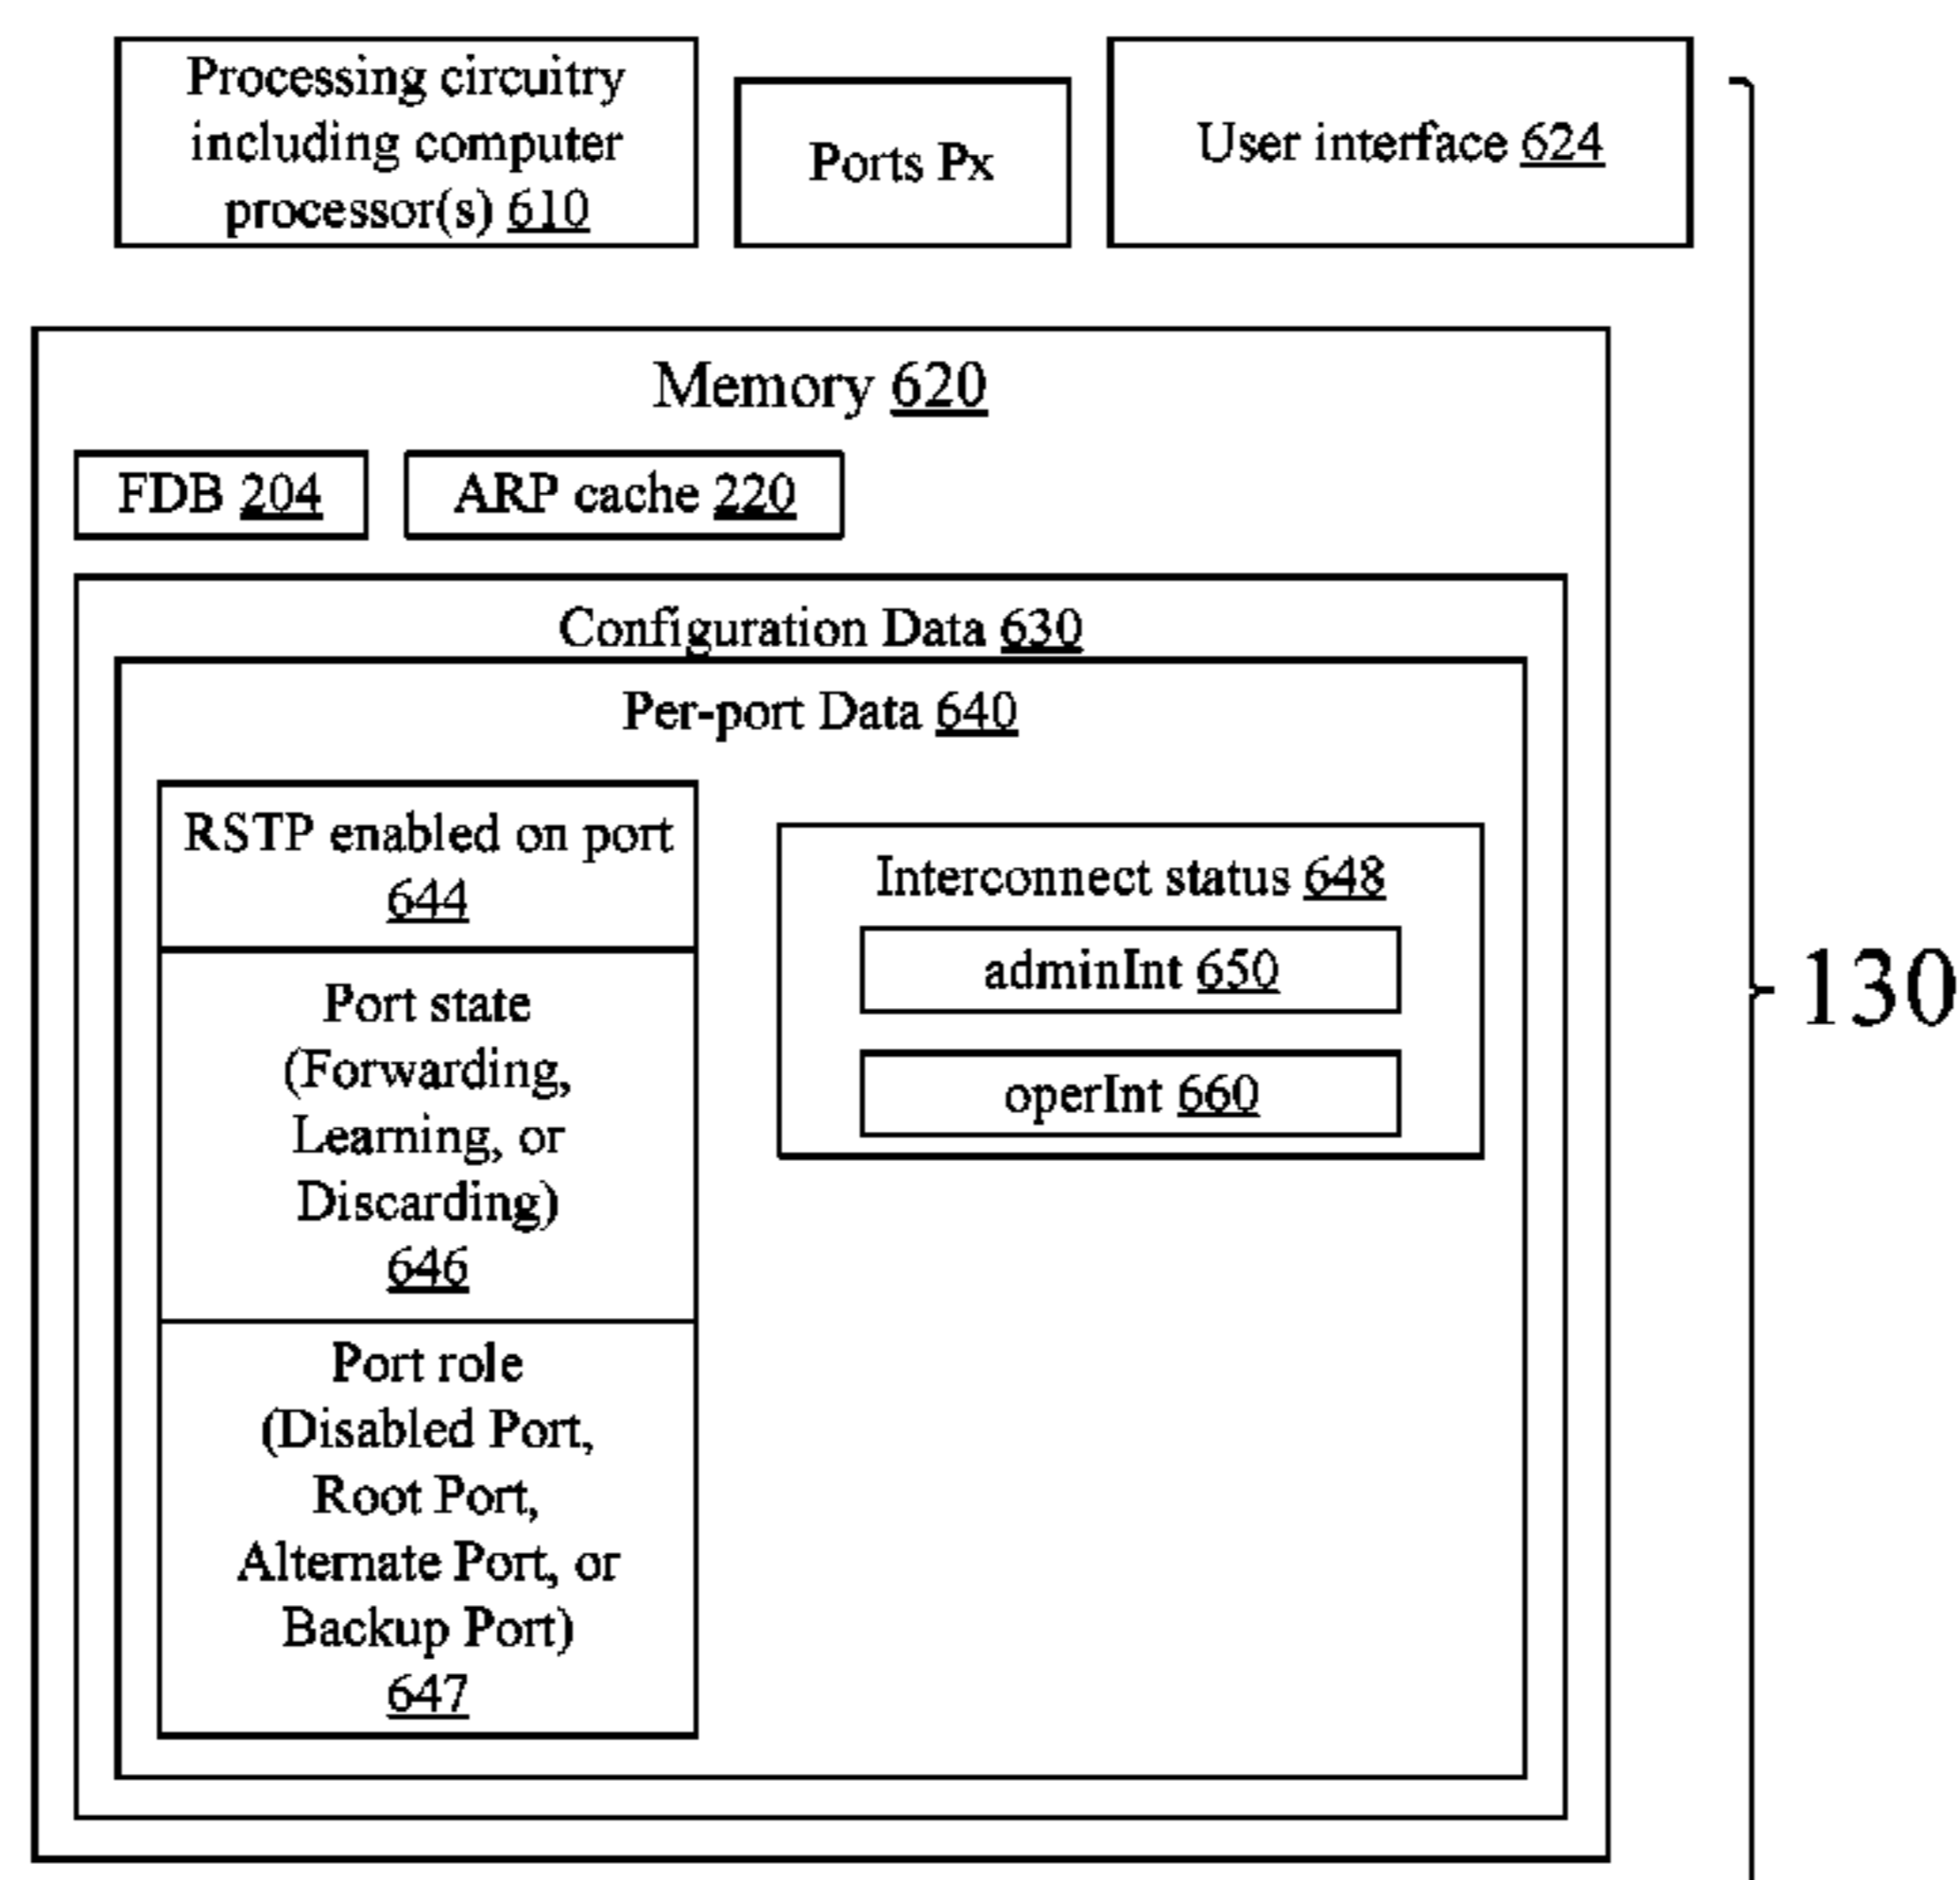 Processing circuitry
including computer
processor(s) 610
Ports Px
User interface 624
Memory 620
FDB 204
ARP cache 220
Configuration Data 630
Per-port Data 640
RSTP enabled on port
644
Port state
(Forwarding,
Learning, or
Discarding)
646
Port role
(Disabled Port,
Root Port,
Alternate Port, or
Backup Port)
647
Interconnect status 648
adminInt 650
operInt 660
130